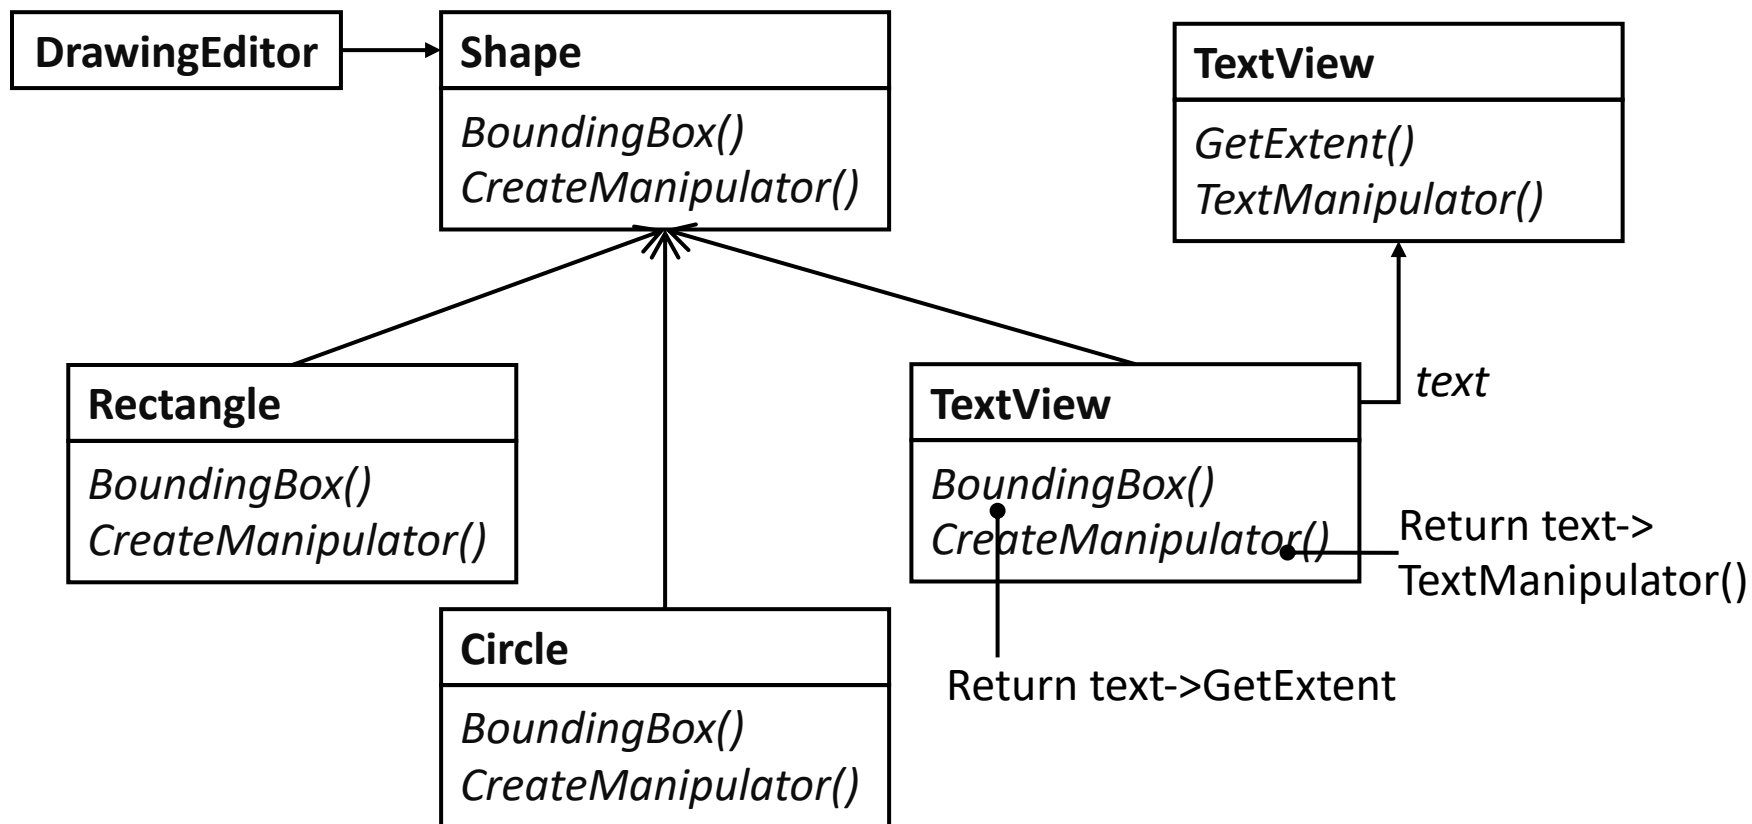 DrawingEditor
Shape
BoundingBox()
CreateManipulator()
TextView
GetExtent()
TextManipulator()
Rectangle
BoundingBox()
CreateManipulator()
TextView
BoundingBox()
CreateManipulator()
text
Return text->
TextManipulator()
Return text->GetExtent
Circle
BoundingBox()
CreateManipulator()